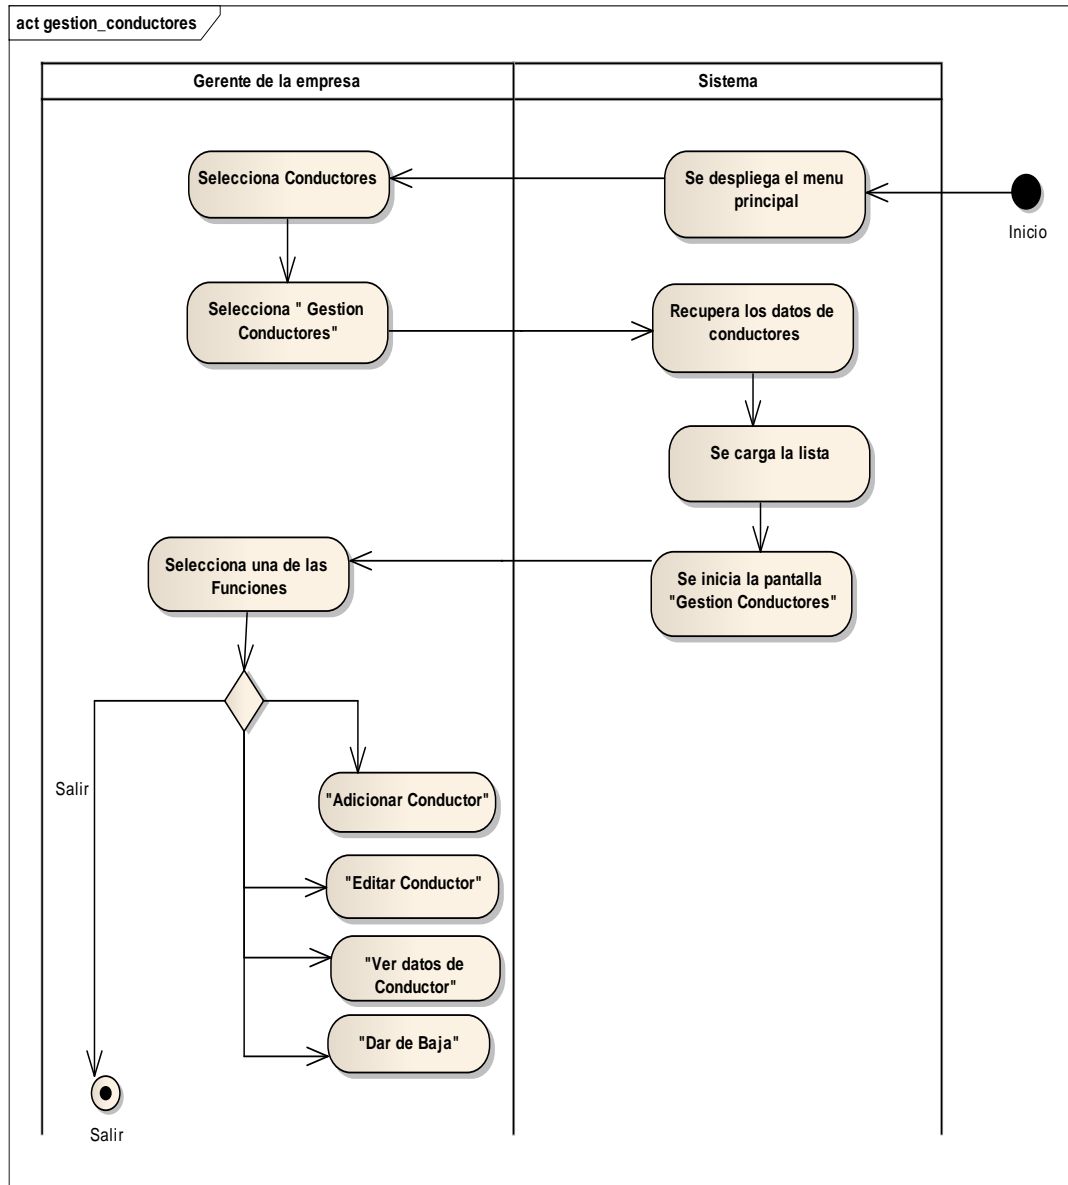 act gestion_conductores
Gerente de la empresa
Sistema
Selecciona Conductores
Se despliega el menu
principal
Inicio
Selecciona " Gestion
Conductores"
Recupera los datos de
conductores
Se carga la lista
Selecciona una de las
Funciones
Se inicia la pantalla
"Gestion Conductores"
Salir
"Adicionar Conductor"
"Editar Conductor"
"Ver datos de
Conductor"
"Dar de Baja"
Salir